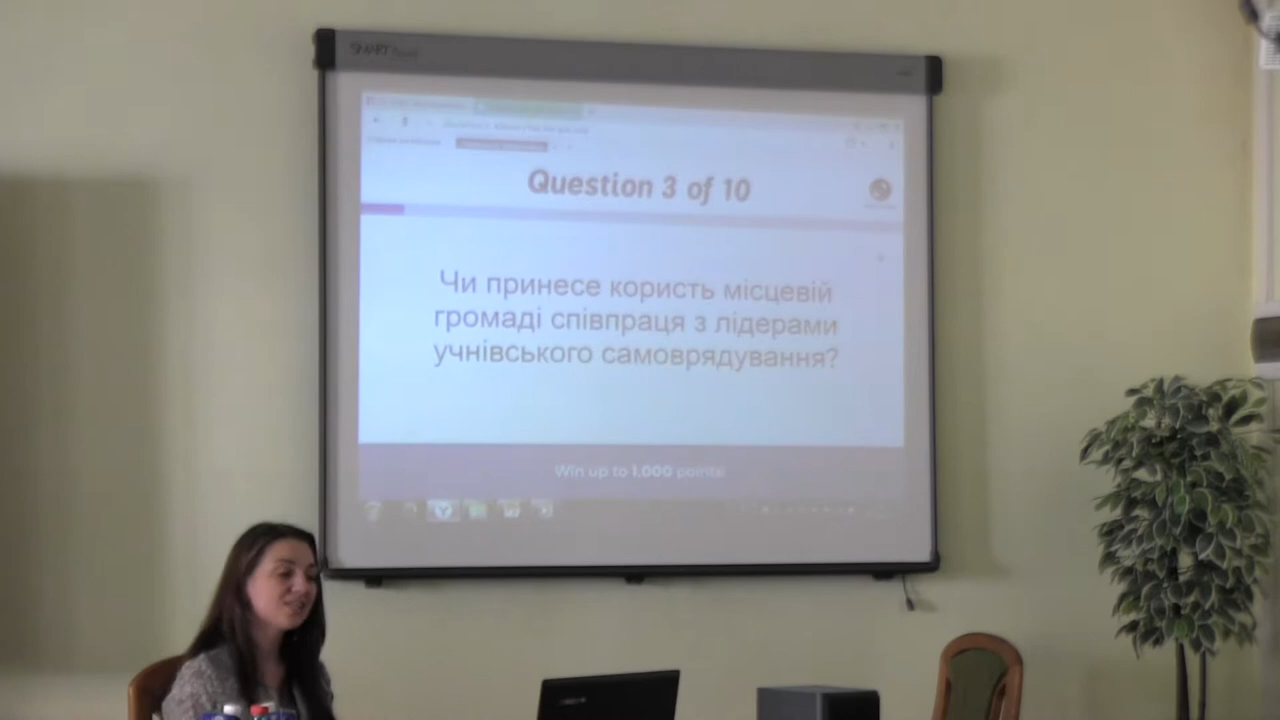 SMART
Question 3 of 10
Чи принесе користь місцевій
громаді співпраця з лідерами
учнівського самоврядування?
Win up to 1,000 points!